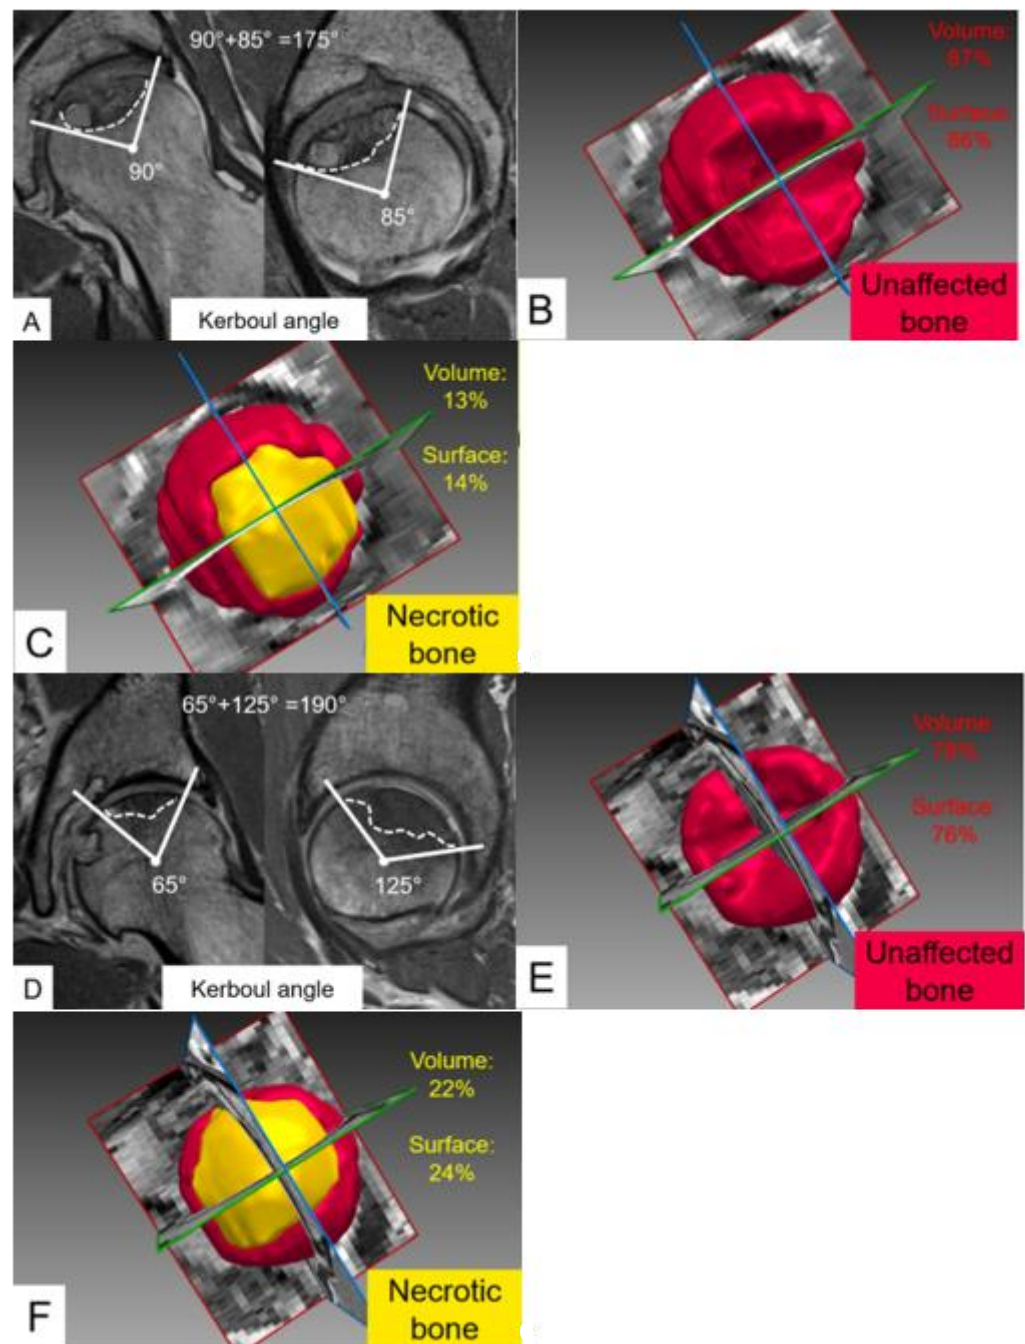 90°+85° =175°
90°
85°
A
Kerboul angle
Volume:
87%
Surface:
86%
B
Unaffected
bone
Volume:
13%
Surface:
14%
C
Necrotic
bone
65°+125° =190°
65°
125°
D
Kerboul angle
Volume:
78%
Surface:
76%
E
Unaffected
bone
Volume:
22%
Surface:
24%
F
Necrotic
bone